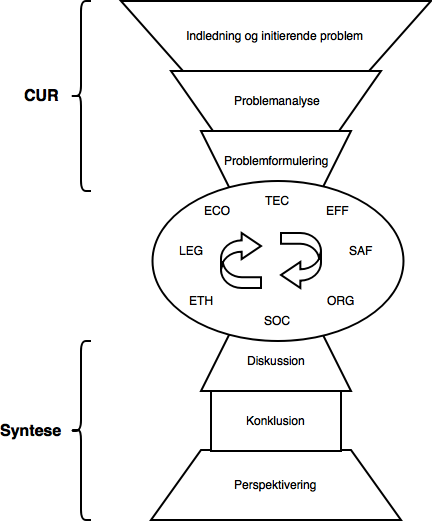 Indledning og initierende problem
CUR
Problemanalyse
Problemformulering
TEC
ECO
EFF
LEG
SAF
ETH
ORG
SOC
Diskussion
Syntese
Konklusion
Perspektivering